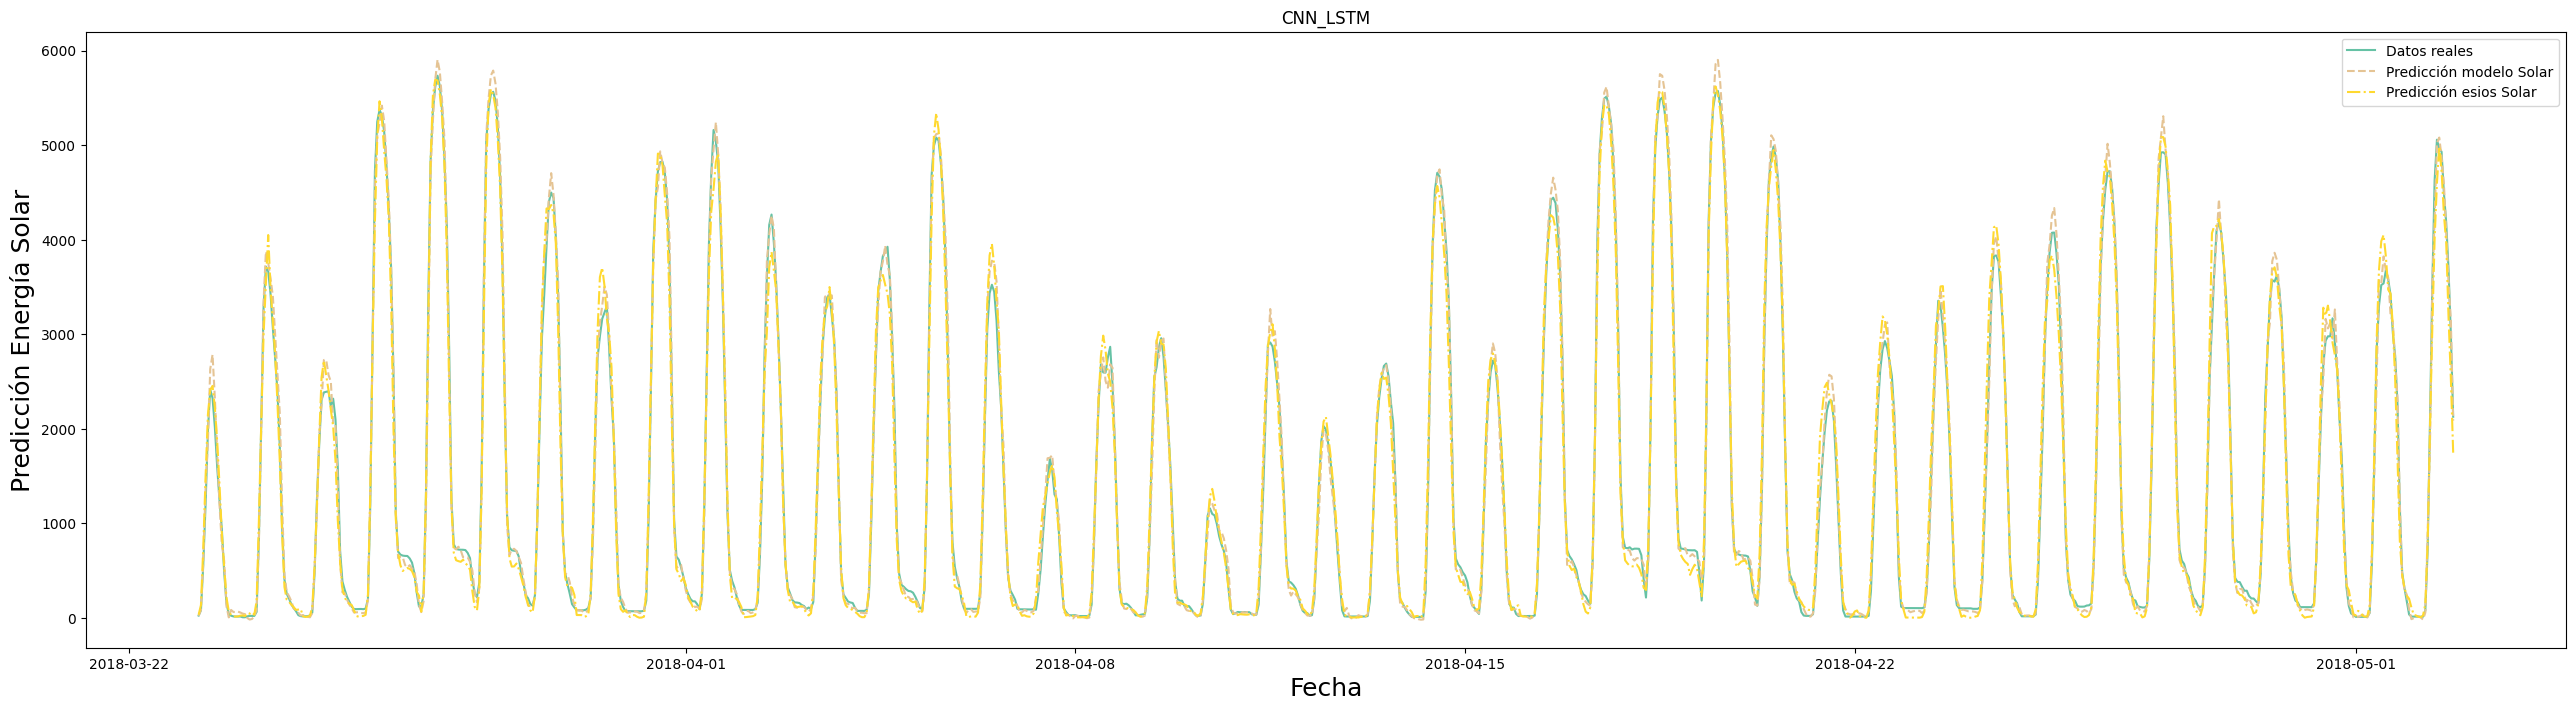 CNN_LSTM
Predicción Energía Solar
6000
5000
4000
3000
2000
1000
0
Datos reales
Predicción modelo Solar
Predicción esios Solar
2018-03-22
2018-04-01
2018-04-08
2018-04-15
2018-04-22
2018-05-01
Fecha